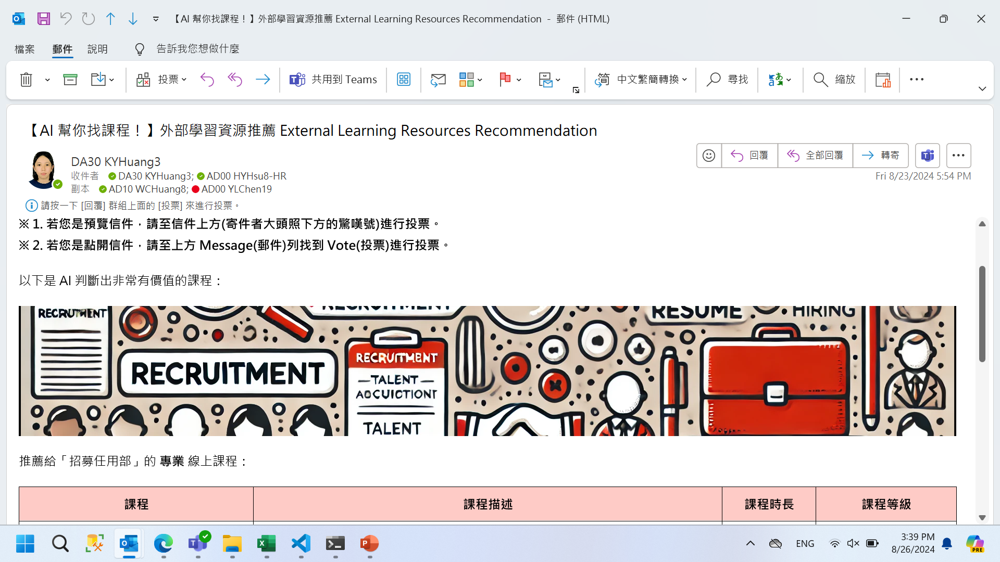 【AI 幫你找課程！】外部學習資源推薦 External Learning Resources Recommendation - 郵件 (HTML)
檔案 郵件 說明 告訴我您想做什麼
投票 共用到 Teams 中文繁簡轉換 尋找 縮放
【AI 幫你找課程！】外部學習資源推薦 External Learning Resources Recommendation
DA30 KYHuang3
回覆 全部回覆 轉寄
收件者 DA30 KYHuang3; AD00 HYHsu8-HR
Fri 8/23/2024 5:54 PM
副本 AD10 WCHuang8; AD00 YLChen19
請按一下 [回覆] 群組上面的 [投票] 來進行投票。
※ 1. 若您是預覽信件，請至信件上方(寄件者大頭照下方的驚嘆號)進行投票。
※ 2. 若您是點開信件，請至上方 Message(郵件)列找到 Vote(投票)進行投票。
以下是 AI 判斷出非常有價值的課程：
RECRUITMENT
RECRUITMENT
RESUME
HIRING
RECRUITMENT
RECRUITMENT
TALENT
ADCUICTIONT
TALENT
推薦給「招募任用部」的 專業 線上課程：
課程 課程描述 課程時長 課程等級
ENG
3:39 PM
8/26/2024
PRE